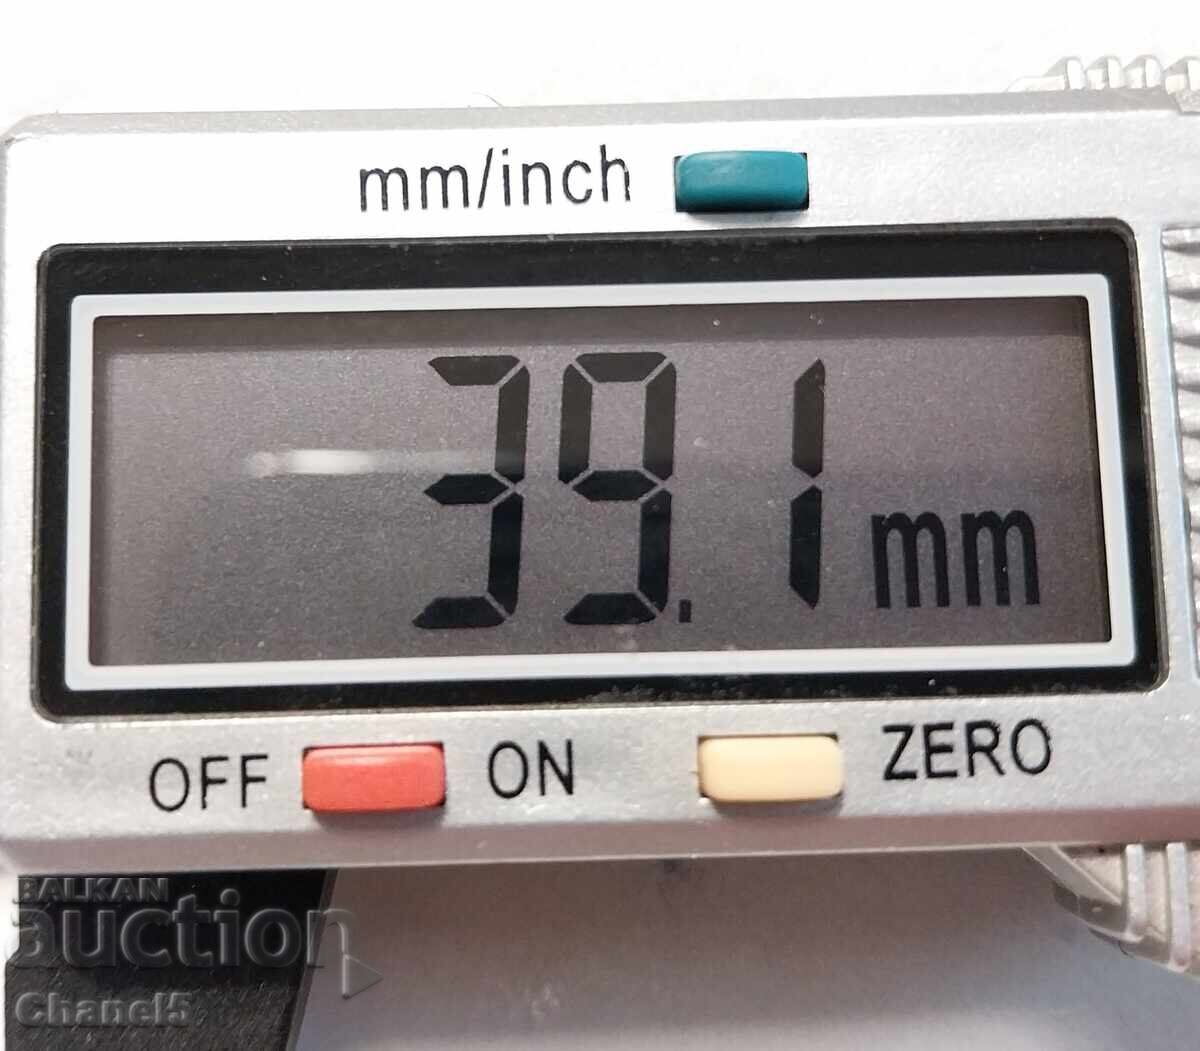 mm/inch
39.1 mm
OFF ON ZERO
BALKAN
auction
Chanel5